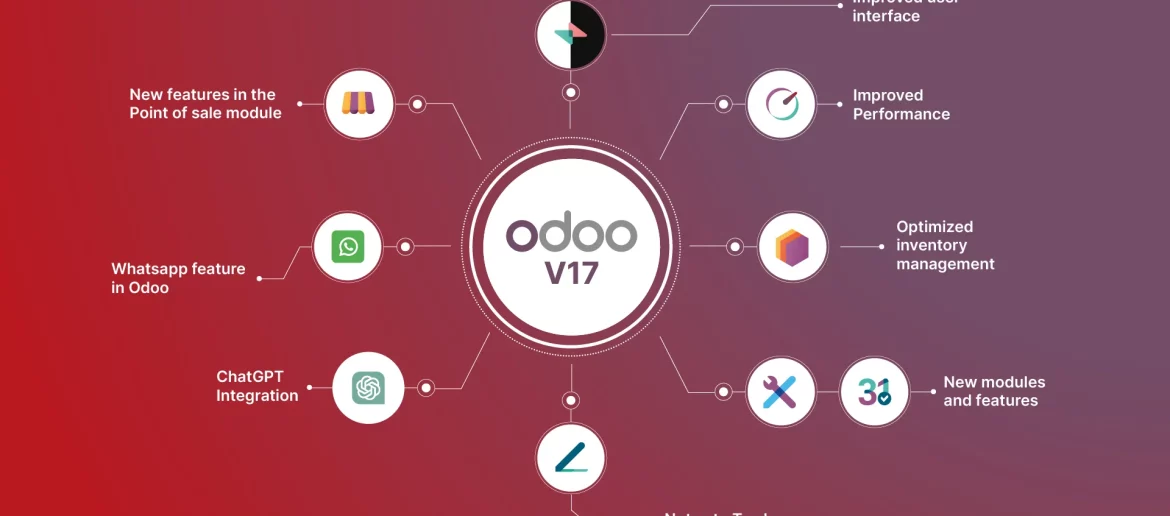 interface
New features in the
Point of sale module
Improved
Performance
odoo
V17
Optimized
inventory
management
Whatsapp feature
in Odoo
ChatGPT
Integration
31
New modules
and features